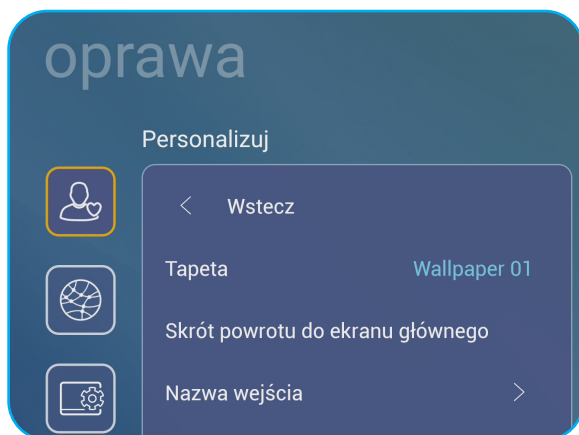 oprawa
Personalizuj
Wstecz
Tapeta Wallpaper 01
Skrót powrotu do ekranu głównego
Nazwa wejścia